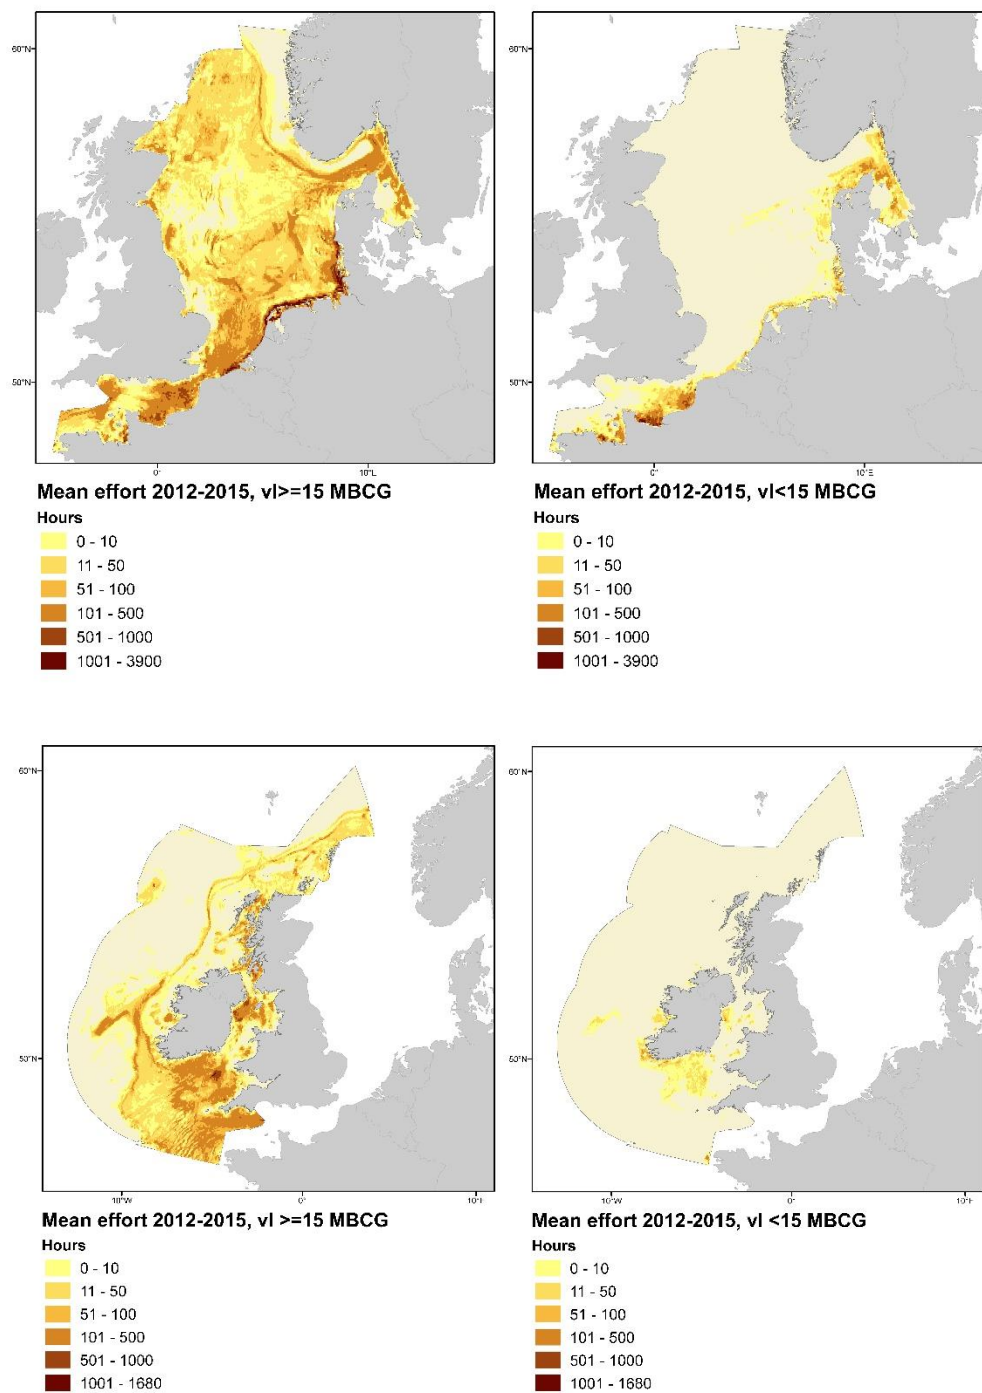 60°N
50°N
0°
10°E
Mean effort 2012-2015, vl>=15 MBCG
Hours
0 - 10
11 - 50
51 - 100
101 - 500
501 - 1000
1001 - 3900
60°N
50°N
0°
10°E
Mean effort 2012-2015, vl<15 MBCG
Hours
0 - 10
11 - 50
51 - 100
101 - 500
501 - 1000
1001 - 3900
60°N
50°N
10°W
0°
10°E
Mean effort 2012-2015, vl >=15 MBCG
Hours
0 - 10
11 - 50
51 - 100
101 - 500
501 - 1000
1001 - 1680
60°N
50°N
10°W
0°
10°E
Mean effort 2012-2015, vl <15 MBCG
Hours
0 - 10
11 - 50
51 - 100
101 - 500
501 - 1000
1001 - 1680